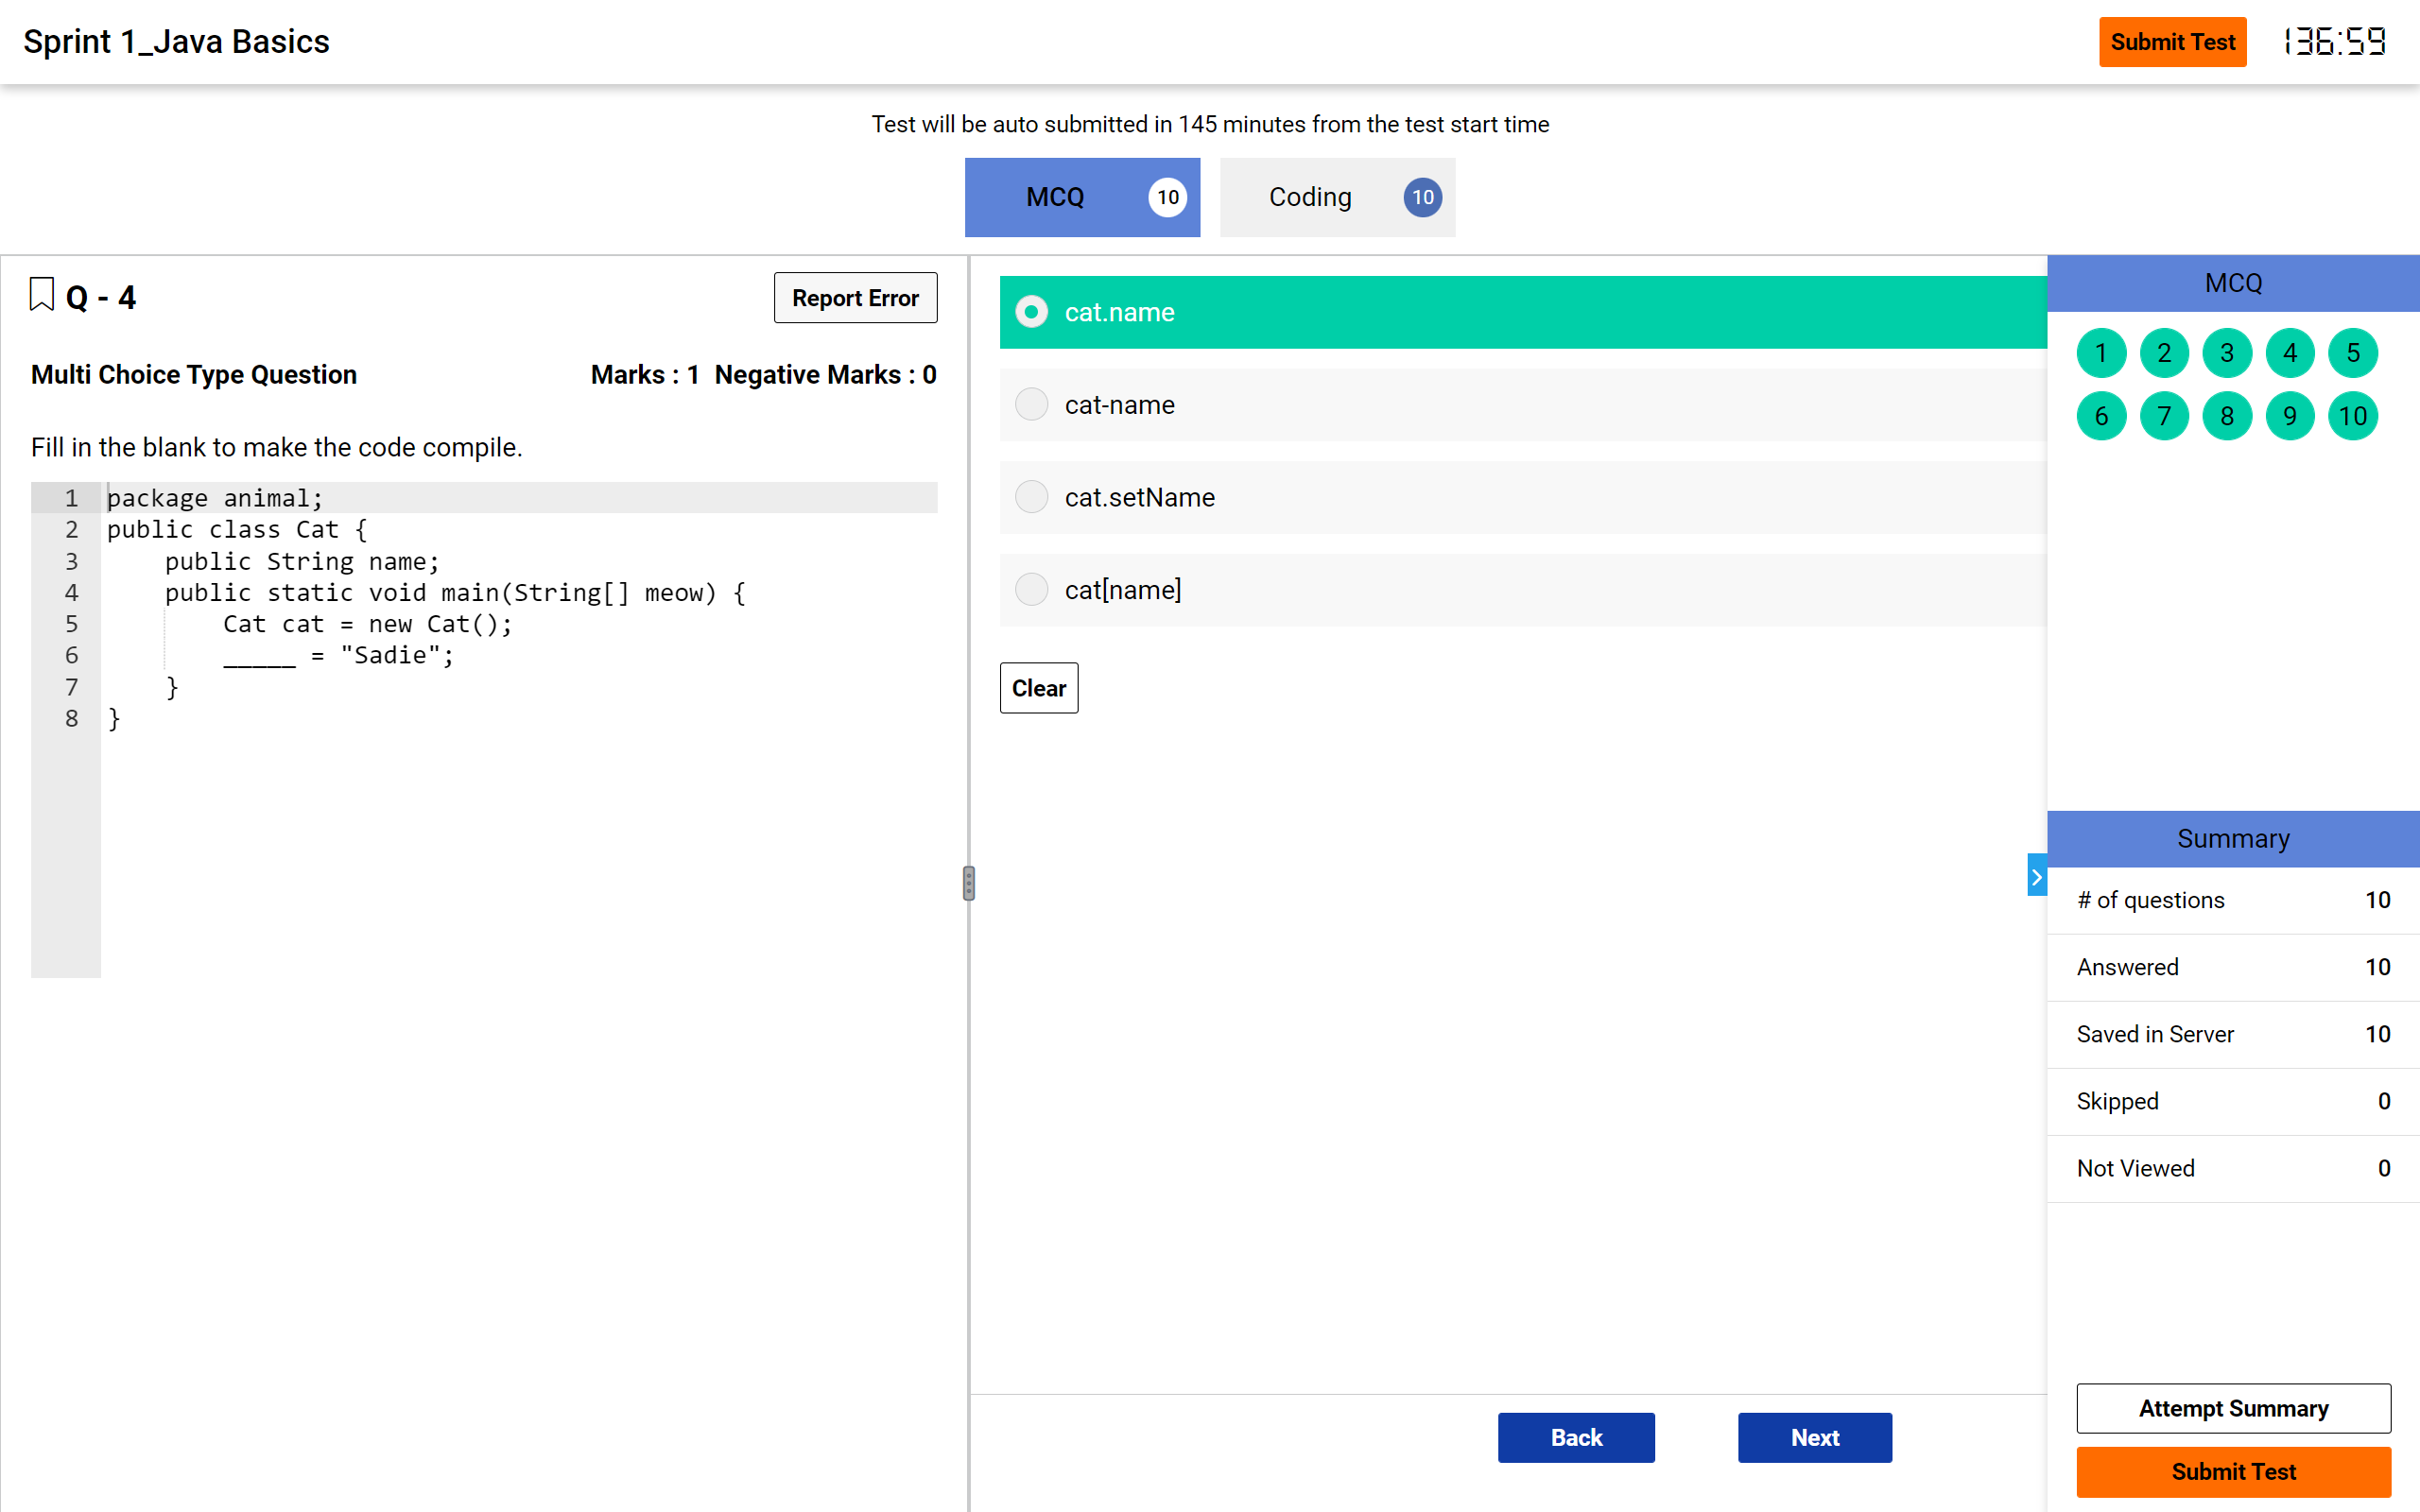 Sprint 1_Java Basics
Submit Test
136:59
Test will be auto submitted in 145 minutes from the test start time
MCQ 10
Coding 10
Q - 4
Report Error
Multi Choice Type Question
Marks : 1 Negative Marks : 0
Fill in the blank to make the code compile.
1 package animal;
2 public class Cat {
3     public String name;
4     public static void main(String[] meow) {
5         Cat cat = new Cat();
6         _____ = "Sadie";
7     }
8 }
cat.name
cat-name
cat.setName
cat[name]
Clear
Back
Next
MCQ
1 2 3 4 5
6 7 8 9 10
Summary
# of questions 10
Answered 10
Saved in Server 10
Skipped 0
Not Viewed 0
Attempt Summary
Submit Test